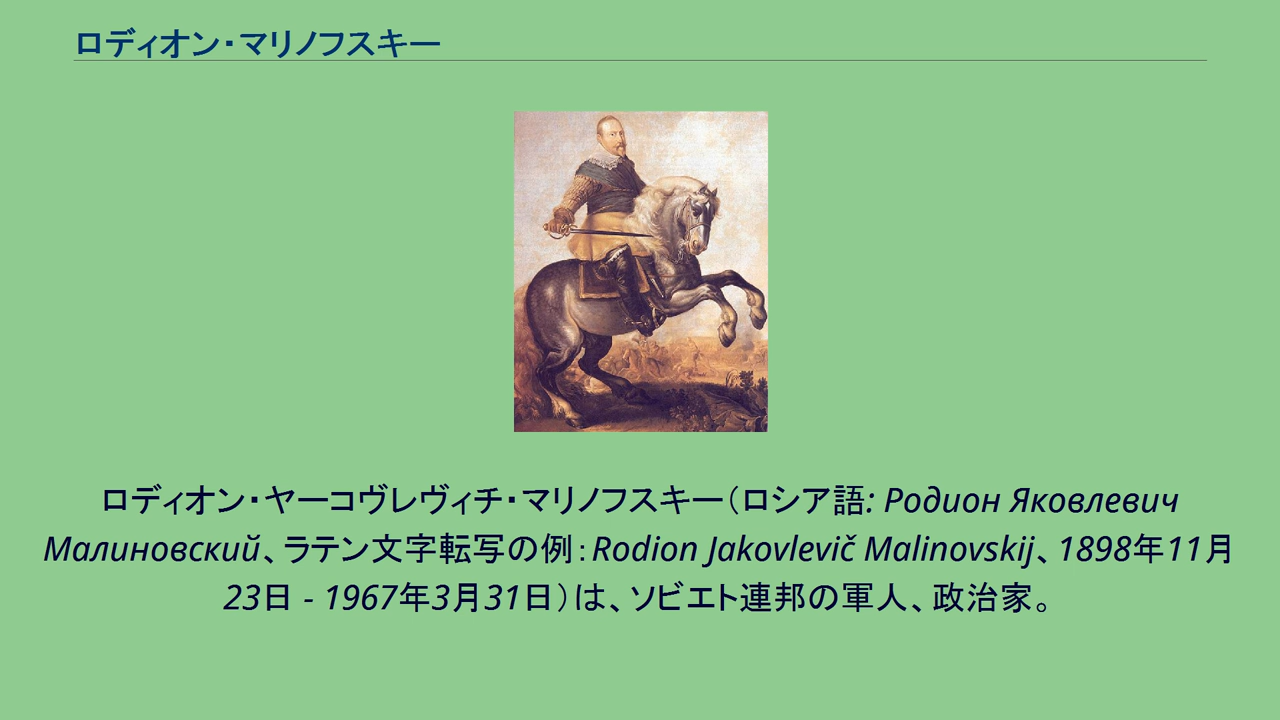 ロディオン・マリノフスキー
ロディオン・ヤーコヴレヴィチ・マリノフスキー（ロシア語: Родион Яковлевич
Малиновский、ラテン文字転写の例：Rodion Jakovlevič Malinovskij、1898年11月
23日 - 1967年3月31日）は、ソビエト連邦の軍人、政治家。